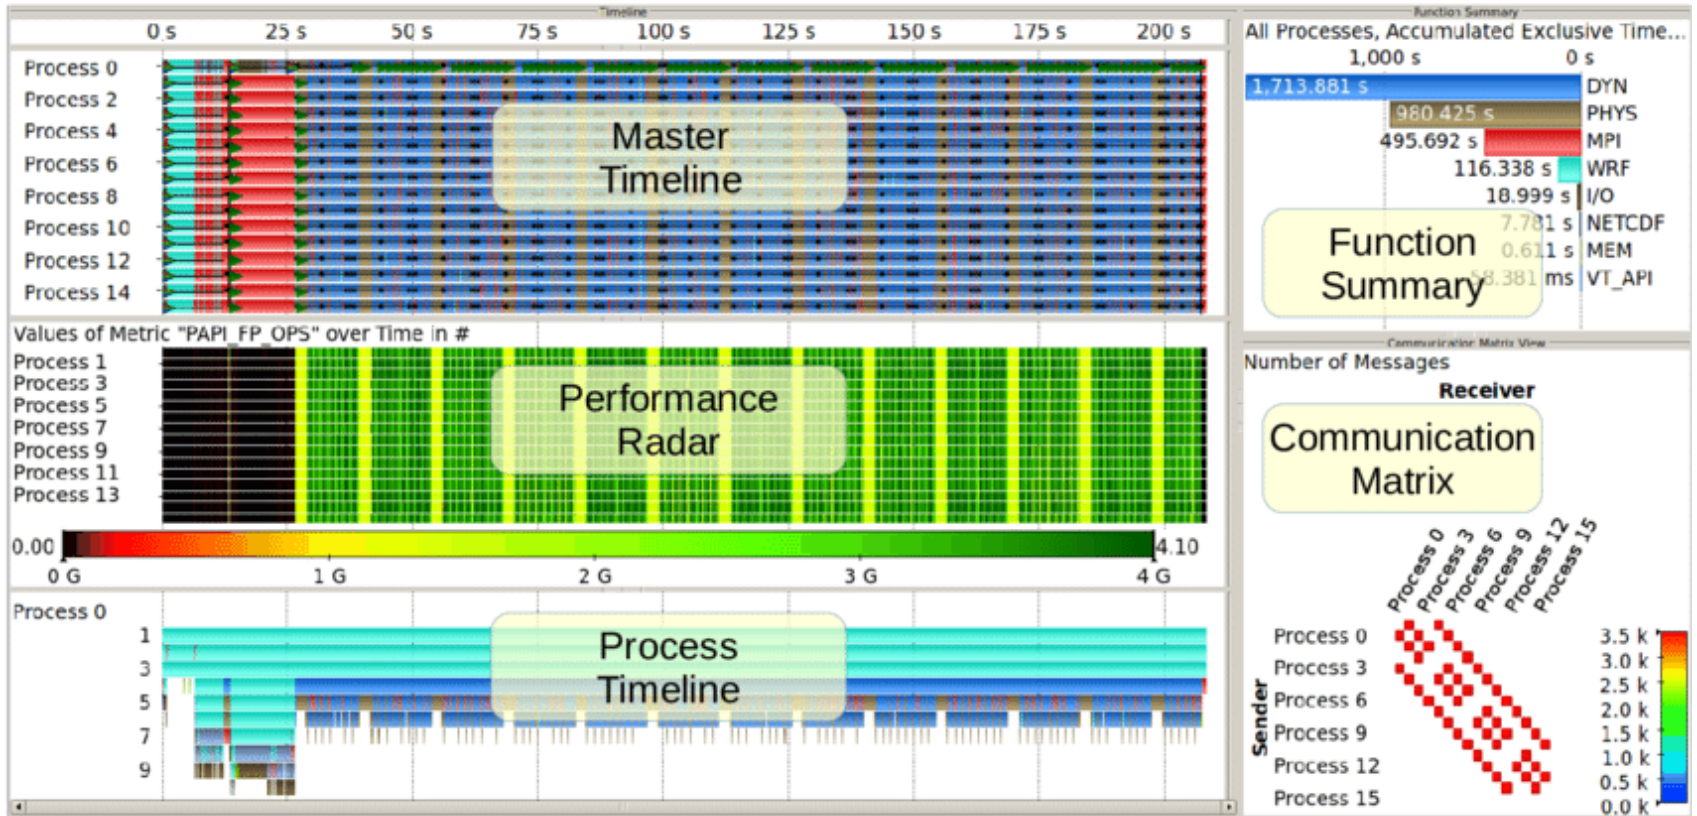 Timeline
0 s 25 s 50 s 75 s 100 s 125 s 150 s 175 s 200 s
Process 0
Process 2
Process 4
Process 6
Process 8
Process 10
Process 12
Process 14
Master
Timeline
Values of Metric "PAPI_FP_OPS" over Time in #
Process 1
Process 3
Process 5
Process 7
Process 9
Process 11
Process 13
Performance
Radar
0.00 4.10
0 G 1 G 2 G 3 G 4 G
Process 0
1
3
5
7
9
Process
Timeline
Function Summary
All Processes, Accumulated Exclusive Time...
1,000 s 0 s
1,713.881 s DYN
980.425 s PHYS
495.692 s MPI
116.338 s WRF
18.999 s I/O
7.781 s NETCDF
0.611 s MEM
58.381 ms VT_API
Function
Summary
Communication Matrix View
Number of Messages
Receiver
Communication
Matrix
Process 0
Process 3
Process 6
Process 9
Process 12
Process 15
Sender
Process 0
Process 3
Process 6
Process 9
Process 12
Process 15
3.5 k
3.0 k
2.5 k
2.0 k
1.5 k
1.0 k
0.5 k
0.0 k